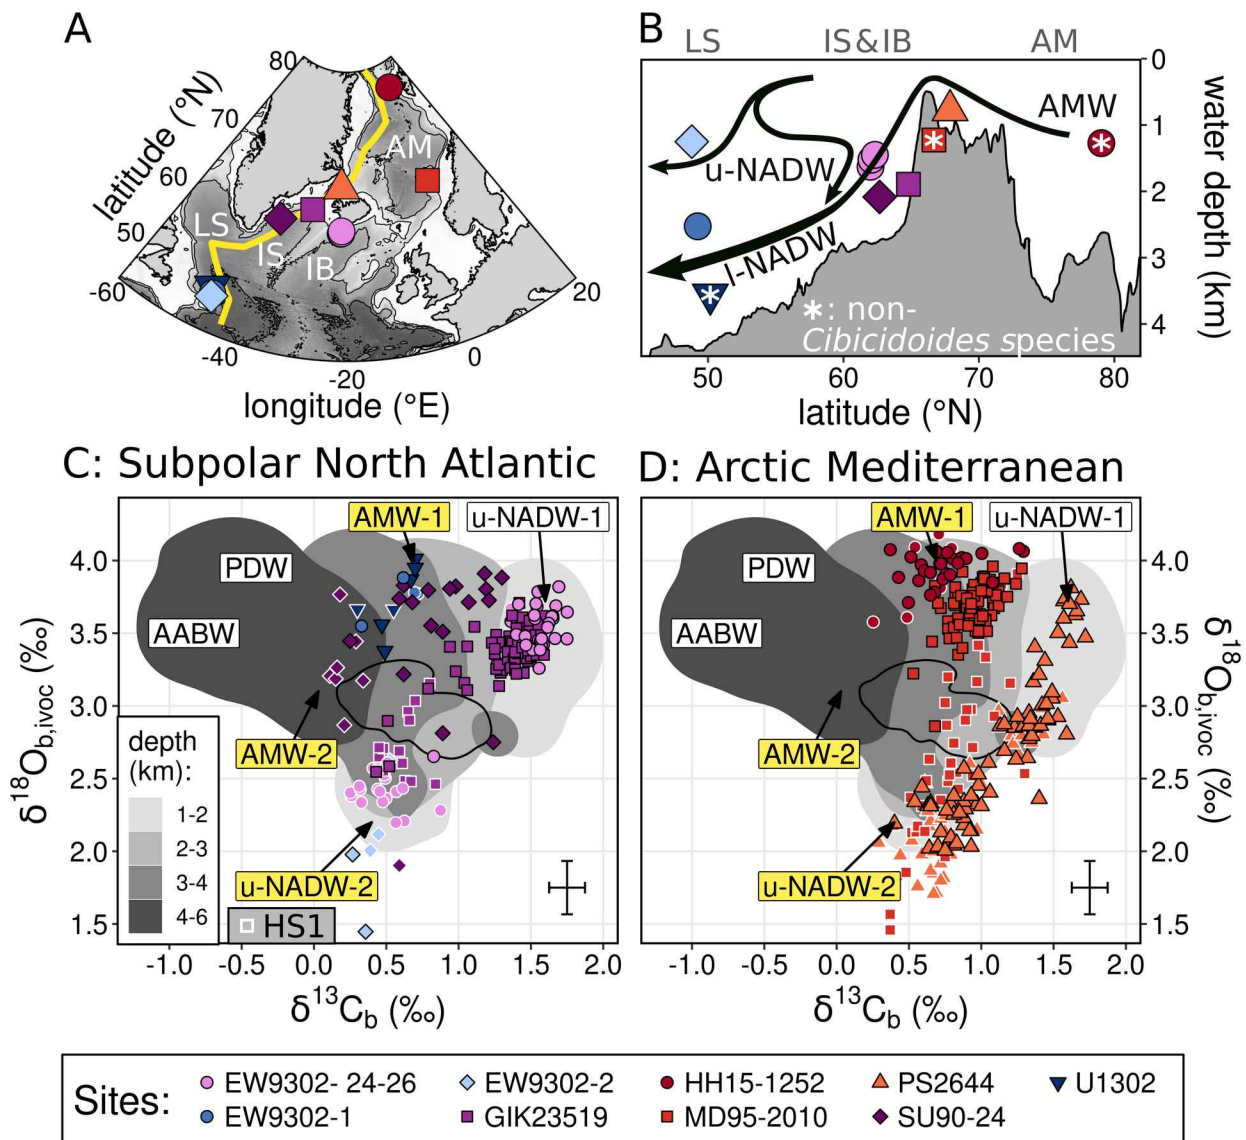 A
80
70
60
50
latitude (°N)
-60
-40
-20
0
20
longitude (°E)
AM
LS
IS
IB
B
LS
IS&IB
AM
AMW
u-NADW
l-NADW
*: non-
Cibicidoides species
0
1
2
3
4
water depth (km)
50
60
70
80
latitude (°N)
C: Subpolar North Atlantic
AMW-1
u-NADW-1
PDW
AABW
AMW-2
u-NADW-2
depth
(km):
1-2
2-3
3-4
4-6
HS1
4.0
3.5
3.0
2.5
2.0
1.5
δ18Ob,ivoc (‰)
-1.0
-0.5
0.0
0.5
1.0
1.5
2.0
δ13Cb (‰)
D: Arctic Mediterranean
AMW-1
u-NADW-1
PDW
AABW
AMW-2
u-NADW-2
4.0
3.5
3.0
2.5
2.0
1.5
δ18Ob,ivoc (‰)
-1.0
-0.5
0.0
0.5
1.0
1.5
2.0
δ13Cb (‰)
Sites:
EW9302- 24-26
EW9302-2
HH15-1252
PS2644
U1302
EW9302-1
GIK23519
MD95-2010
SU90-24